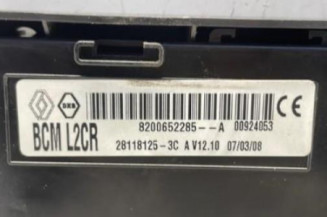 8200652285--A 00924053
BCM L2CR
28118125-3C A V12.10 07/03/08
CE